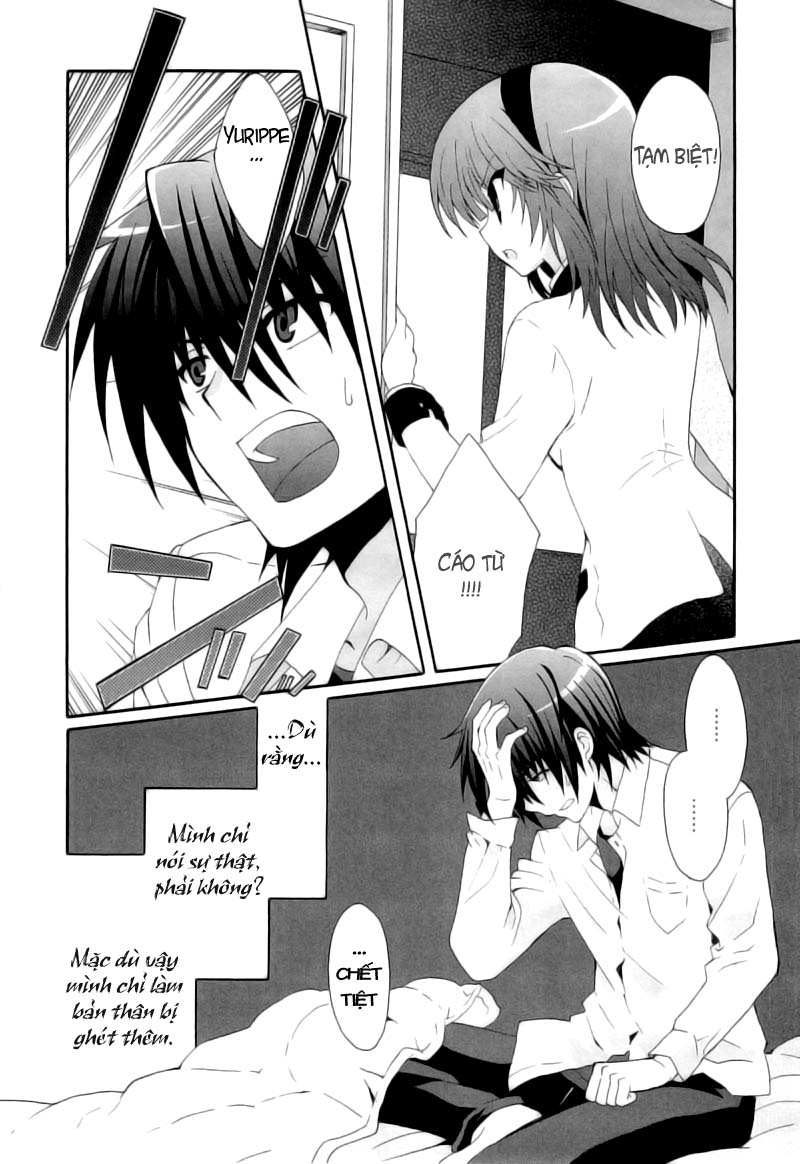 TẠM BIỆT!
CÁO TỪ
!!!!
YURIPPE
...
.........
.........
...Dù
rằng...
Mình chỉ
nói sự thật,
phải không?
Mặc dù vậy
mình chỉ làm
bản thân bị
ghét thêm.
...
CHẾT
TIỆT